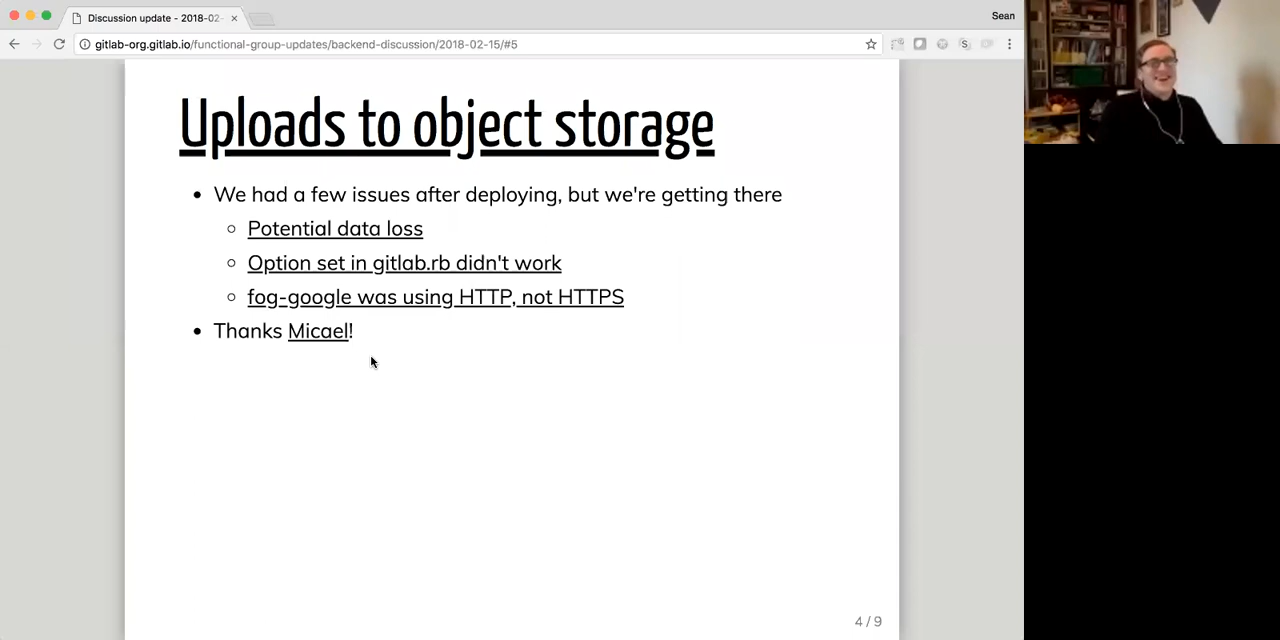 Discussion update - 2018-02-
Sean
gitlab-org.gitlab.io/functional-group-updates/backend-discussion/2018-02-15/#5
Uploads to object storage
We had a few issues after deploying, but we're getting there
Potential data loss
Option set in gitlab.rb didn't work
fog-google was using HTTP, not HTTPS
Thanks Micael!
4 / 9